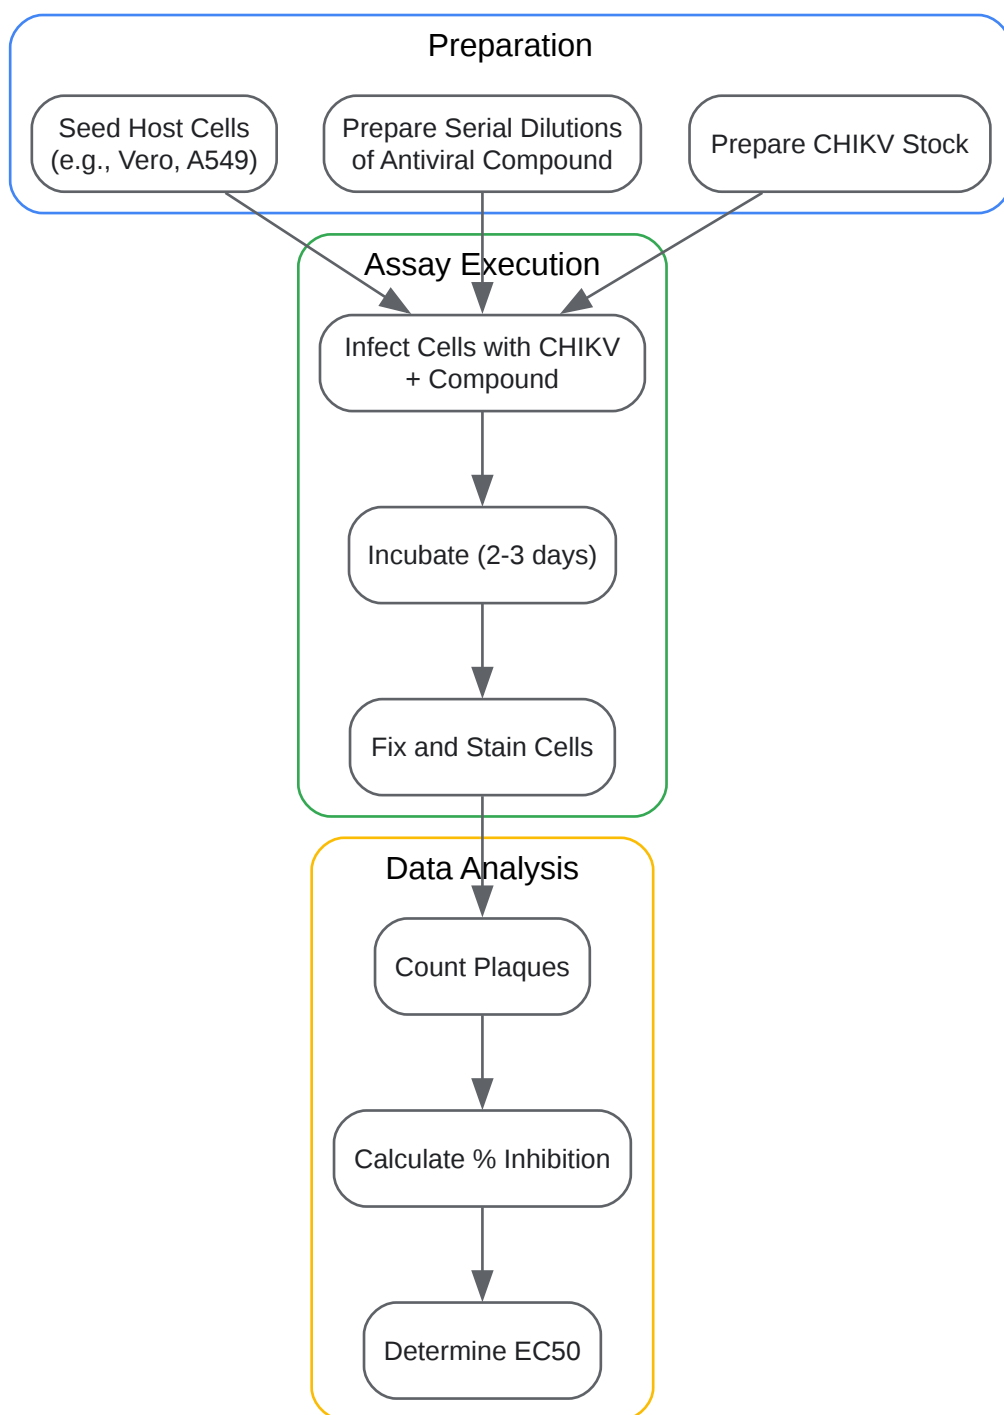 Preparation
Seed Host Cells
(e.g., Vero, A549)
Prepare Serial Dilutions
of Antiviral Compound
Prepare CHIKV Stock
Assay Execution
Infect Cells with CHIKV
+ Compound
Incubate (2-3 days)
Fix and Stain Cells
Data Analysis
Count Plaques
Calculate % Inhibition
Determine EC50